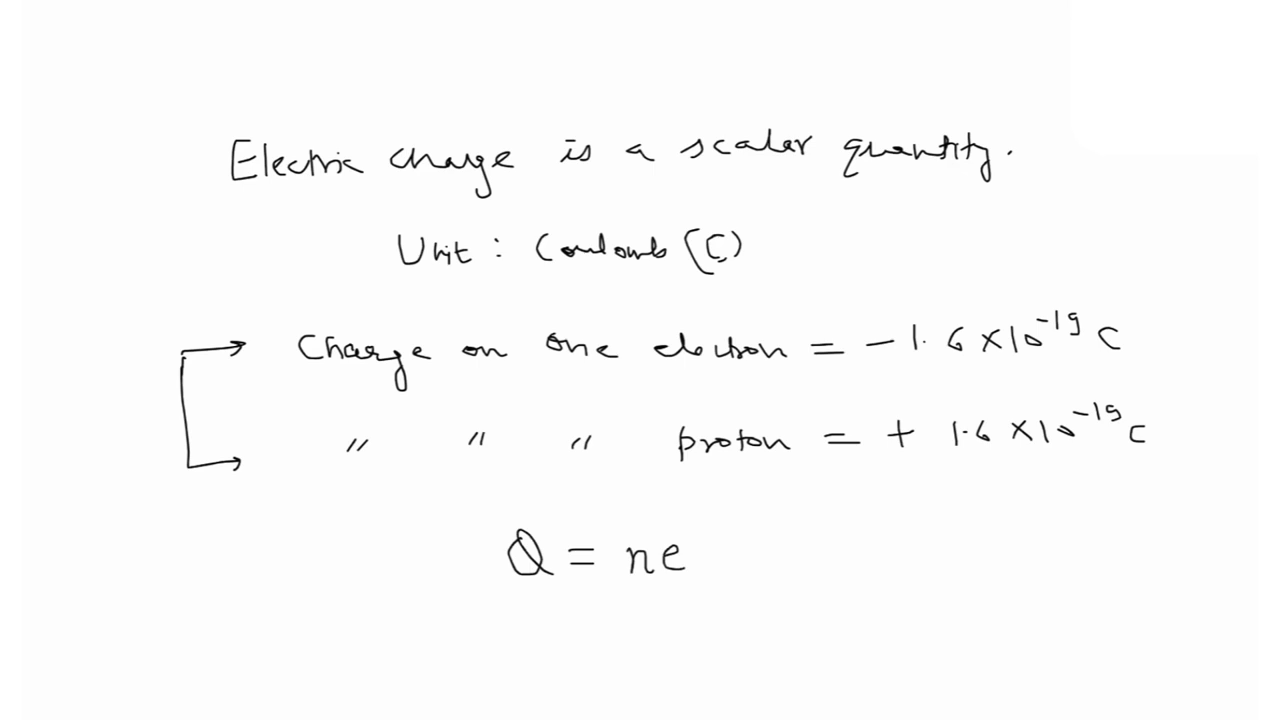 Electric charge is a scalar quantity.
Unit : Coulomb (C)
Charge on one electron = - 1.6 × 10⁻¹⁹ C
" " " proton = + 1.6 × 10⁻¹⁹ C
Q = ne